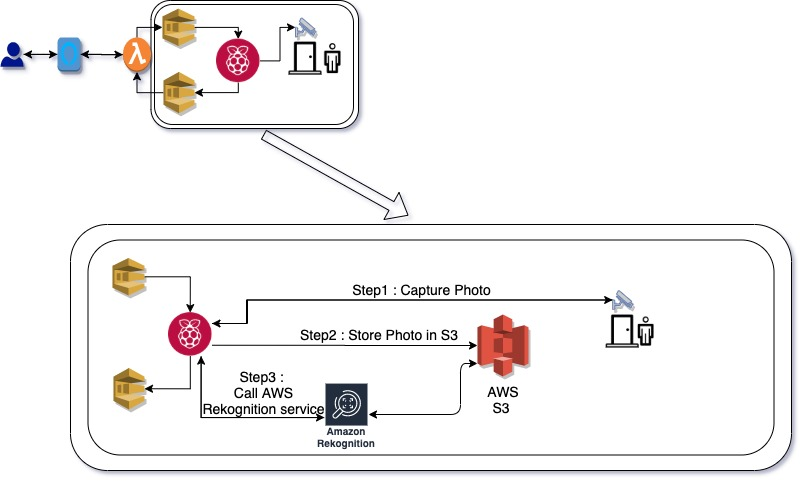 Step1 : Capture Photo
Step2 : Store Photo in S3
Step3 :
Call AWS
Rekognition service
AWS
S3
Amazon
Rekognition